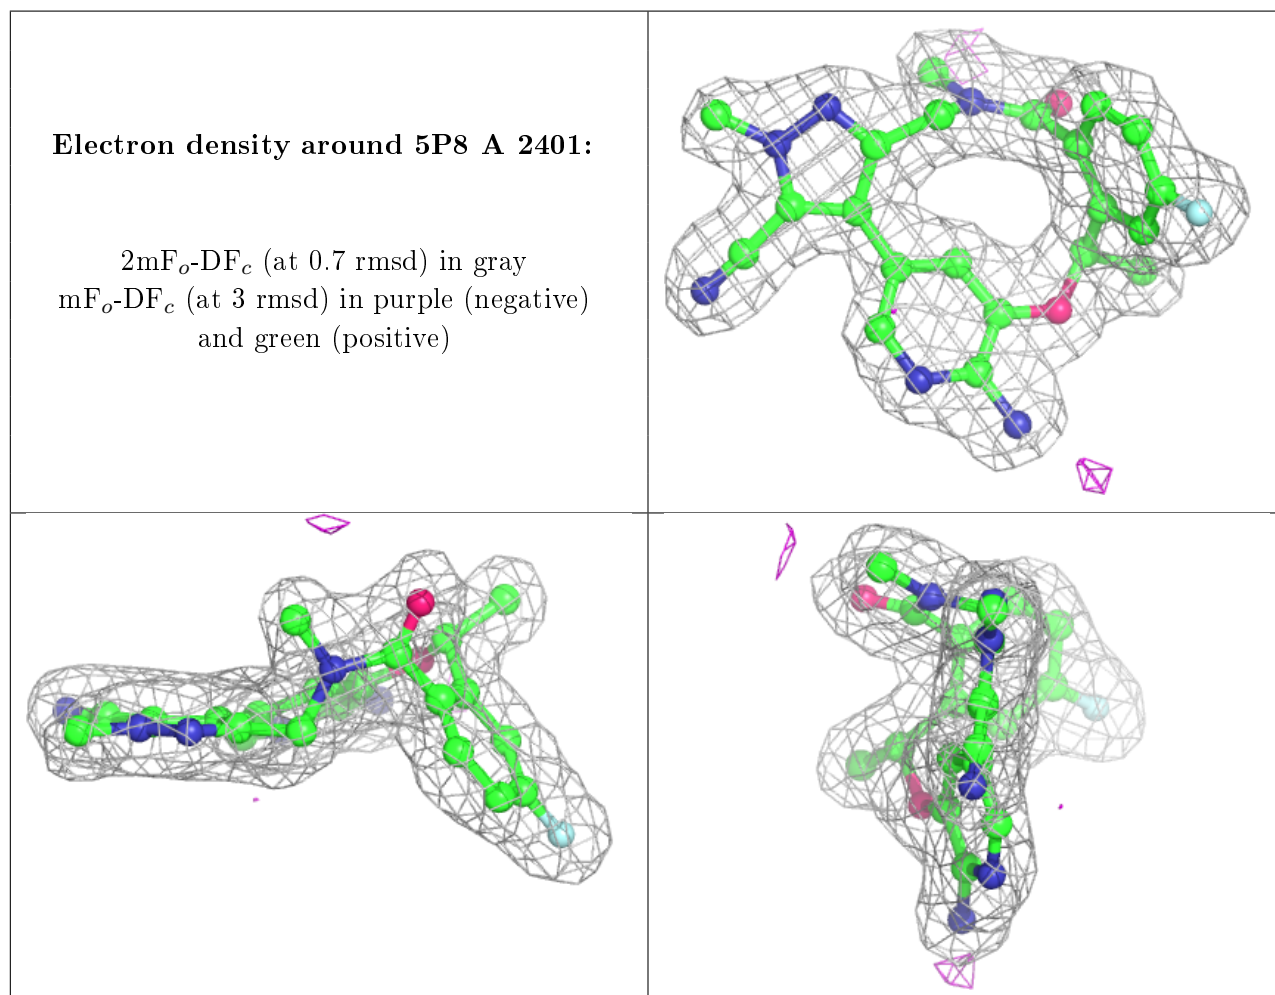 Electron density around 5P8 A 2401:
2mFo-DFc (at 0.7 rmsd) in gray
mFo-DFc (at 3 rmsd) in purple (negative)
and green (positive)